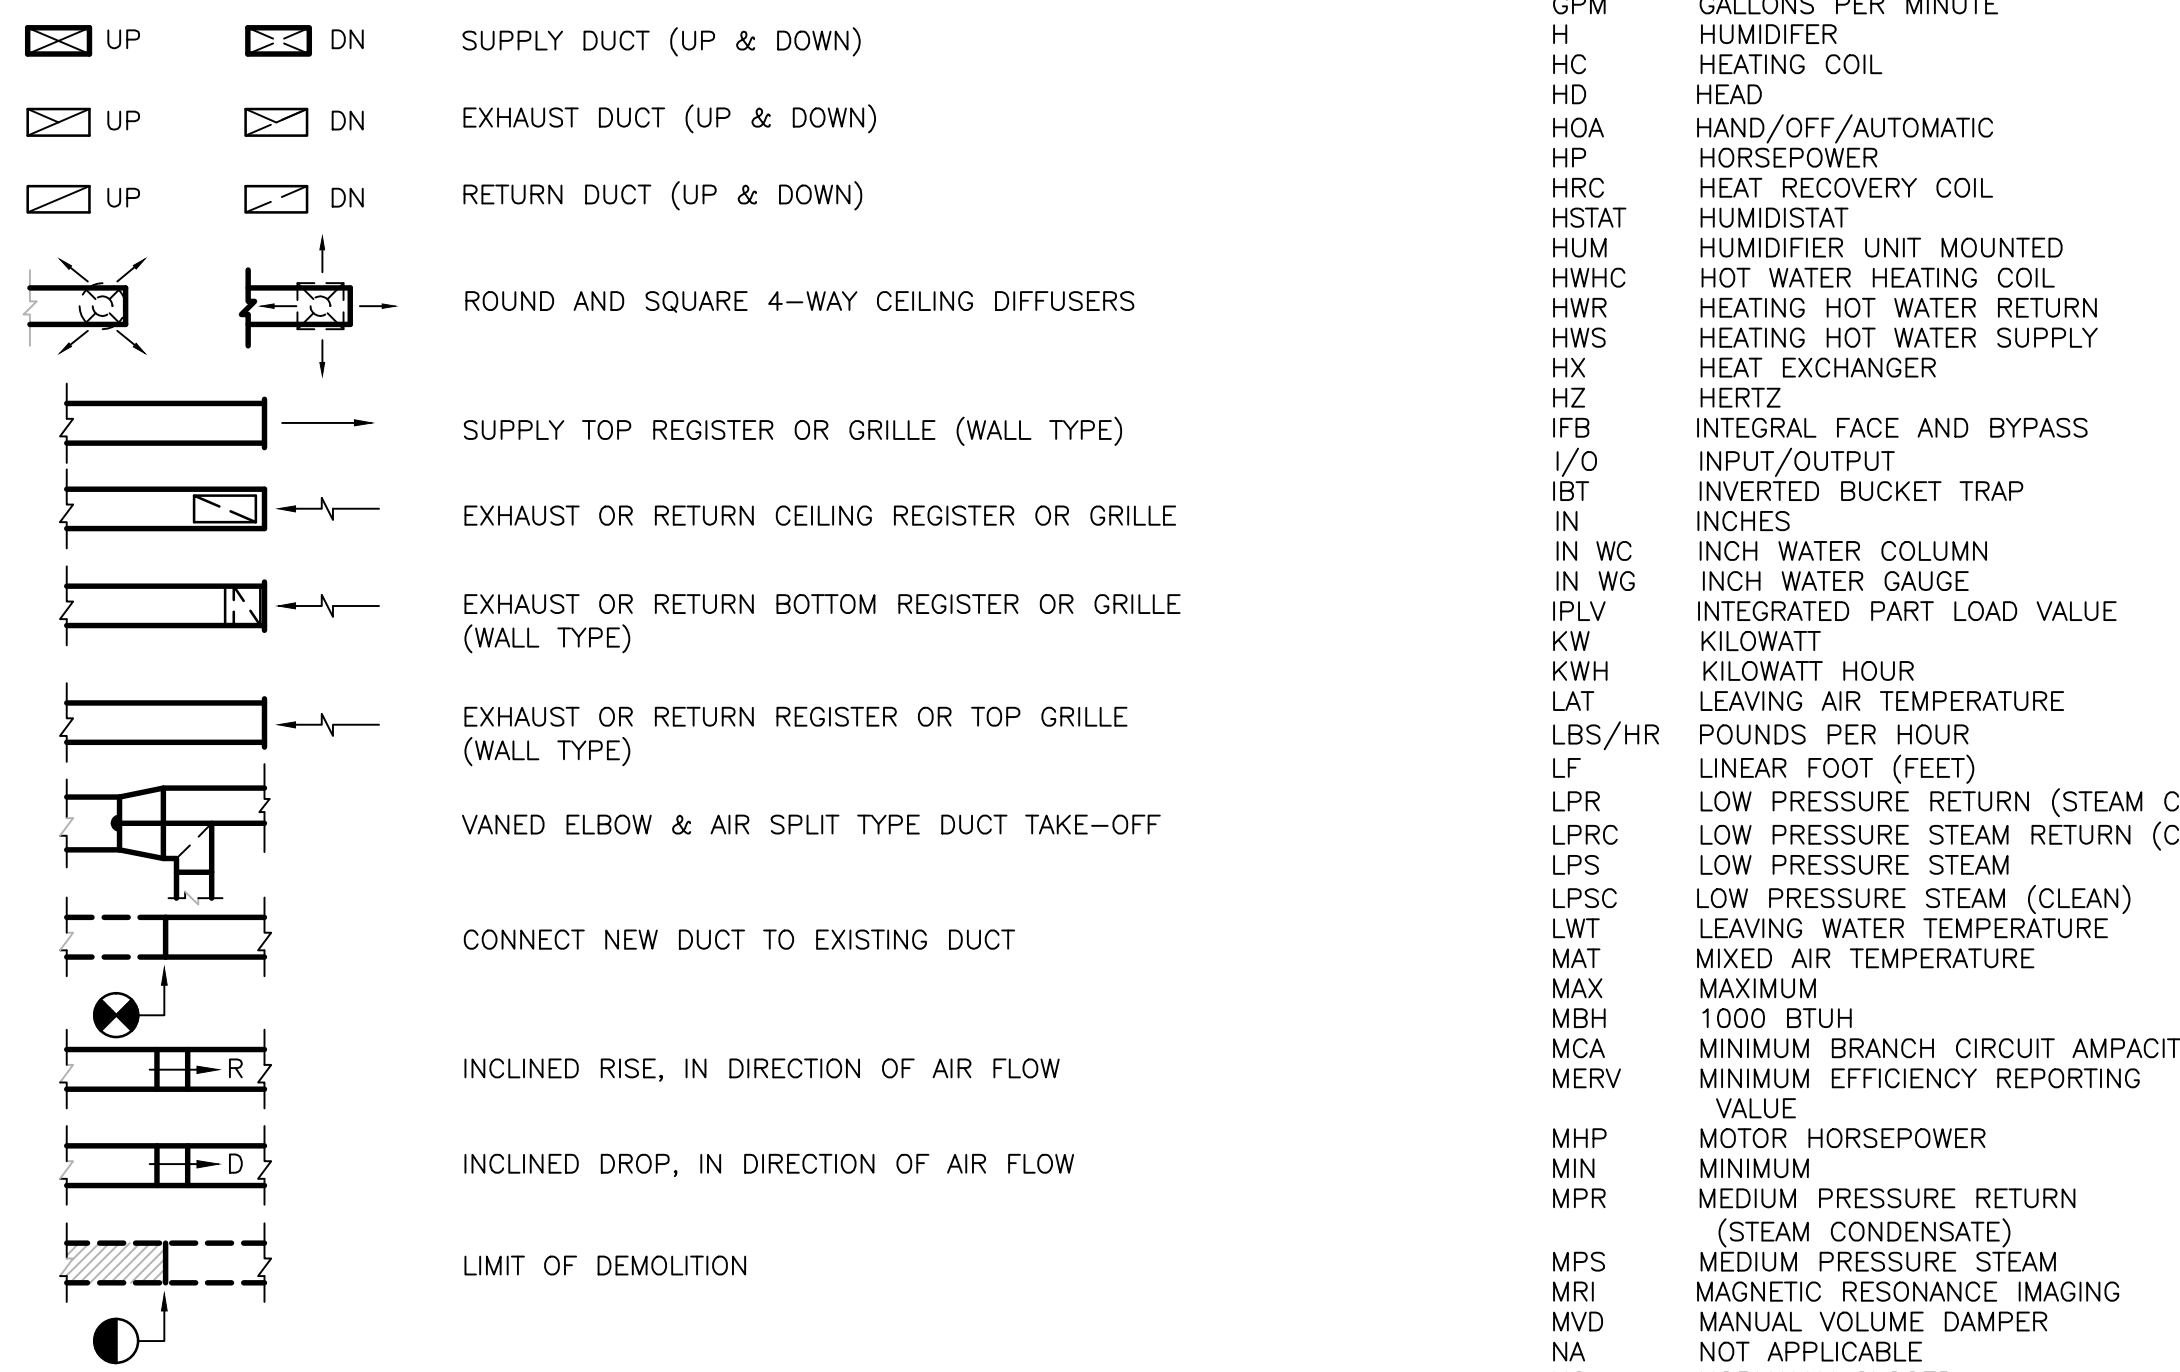 UP DN SUPPLY DUCT (UP & DOWN)
UP DN EXHAUST DUCT (UP & DOWN)
UP DN RETURN DUCT (UP & DOWN)
ROUND AND SQUARE 4-WAY CEILING DIFFUSERS
SUPPLY TOP REGISTER OR GRILLE (WALL TYPE)
EXHAUST OR RETURN CEILING REGISTER OR GRILLE
EXHAUST OR RETURN BOTTOM REGISTER OR GRILLE
(WALL TYPE)
EXHAUST OR RETURN REGISTER OR TOP GRILLE
(WALL TYPE)
VANED ELBOW & AIR SPLIT TYPE DUCT TAKE-OFF
CONNECT NEW DUCT TO EXISTING DUCT
R INCLINED RISE, IN DIRECTION OF AIR FLOW
D INCLINED DROP, IN DIRECTION OF AIR FLOW
LIMIT OF DEMOLITION
GPM GALLONS PER MINUTE
H HUMIDIFER
HC HEATING COIL
HD HEAD
HOA HAND/OFF/AUTOMATIC
HP HORSEPOWER
HRC HEAT RECOVERY COIL
HSTAT HUMIDISTAT
HUM HUMIDIFIER UNIT MOUNTED
HWHC HOT WATER HEATING COIL
HWR HEATING HOT WATER RETURN
HWS HEATING HOT WATER SUPPLY
HX HEAT EXCHANGER
HZ HERTZ
IFB INTEGRAL FACE AND BYPASS
I/O INPUT/OUTPUT
IBT INVERTED BUCKET TRAP
IN INCHES
IN WC INCH WATER COLUMN
IN WG INCH WATER GAUGE
IPLV INTEGRATED PART LOAD VALUE
KW KILOWATT
KWH KILOWATT HOUR
LAT LEAVING AIR TEMPERATURE
LBS/HR POUNDS PER HOUR
LF LINEAR FOOT (FEET)
LPR LOW PRESSURE RETURN (STEAM C
LPRC LOW PRESSURE STEAM RETURN (C
LPS LOW PRESSURE STEAM
LPSC LOW PRESSURE STEAM (CLEAN)
LWT LEAVING WATER TEMPERATURE
MAT MIXED AIR TEMPERATURE
MAX MAXIMUM
MBH 1000 BTUH
MCA MINIMUM BRANCH CIRCUIT AMPACIT
MERV MINIMUM EFFICIENCY REPORTING
VALUE
MHP MOTOR HORSEPOWER
MIN MINIMUM
MPR MEDIUM PRESSURE RETURN
(STEAM CONDENSATE)
MPS MEDIUM PRESSURE STEAM
MRI MAGNETIC RESONANCE IMAGING
MVD MANUAL VOLUME DAMPER
NA NOT APPLICABLE